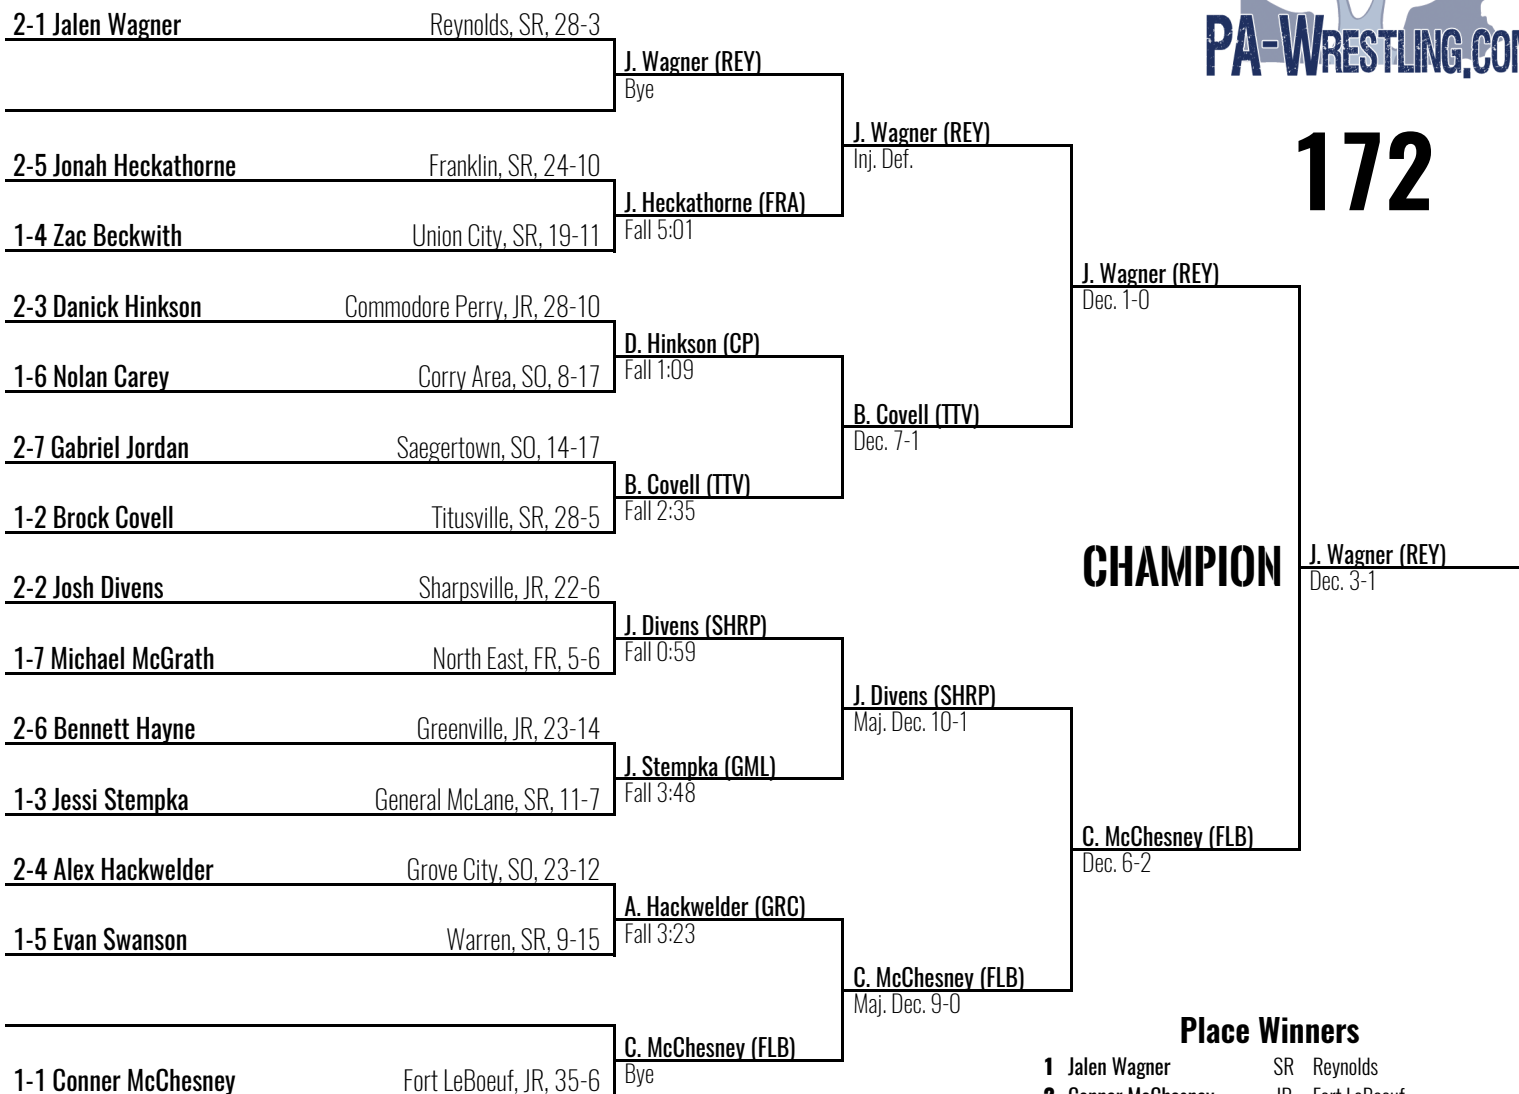 PA-WRESTLING.CO
172
2-1 Jalen Wagner Reynolds, SR, 28-3
J. Wagner (REY)
Bye
J. Wagner (REY)
Inj. Def.
2-5 Jonah Heckathorne Franklin, SR, 24-10
J. Heckathorne (FRA)
Fall 5:01
1-4 Zac Beckwith Union City, SR, 19-11
J. Wagner (REY)
Dec. 1-0
2-3 Danick Hinkson Commodore Perry, JR, 28-10
D. Hinkson (CP)
Fall 1:09
1-6 Nolan Carey Corry Area, SO, 8-17
B. Covell (TTV)
Dec. 7-1
2-7 Gabriel Jordan Saegertown, SO, 14-17
B. Covell (TTV)
Fall 2:35
1-2 Brock Covell Titusville, SR, 28-5
CHAMPION
J. Wagner (REY)
Dec. 3-1
2-2 Josh Divens Sharpsville, JR, 22-6
J. Divens (SHRP)
Fall 0:59
1-7 Michael McGrath North East, FR, 5-6
J. Divens (SHRP)
Maj. Dec. 10-1
2-6 Bennett Hayne Greenville, JR, 23-14
J. Stempka (GML)
Fall 3:48
1-3 Jessi Stempka General McLane, SR, 11-7
C. McChesney (FLB)
Dec. 6-2
2-4 Alex Hackwelder Grove City, SO, 23-12
A. Hackwelder (GRC)
Fall 3:23
1-5 Evan Swanson Warren, SR, 9-15
C. McChesney (FLB)
Maj. Dec. 9-0
C. McChesney (FLB)
Bye
1-1 Conner McChesney Fort LeBoeuf, JR, 35-6
Place Winners
1 Jalen Wagner SR Reynolds
2 Conner McChesney JR Fort LeBoeuf